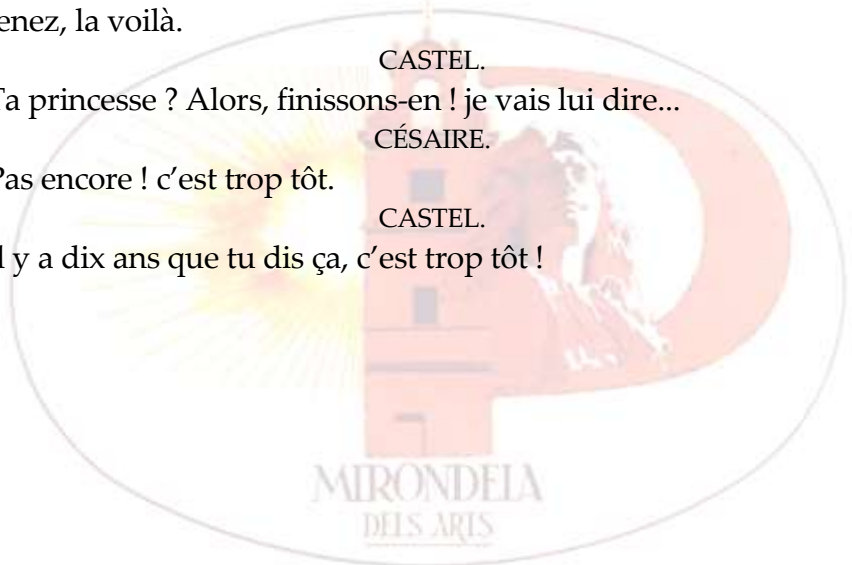 enez, la voilà.
CASTEL.
Ta princesse ? Alors, finissons-en ! je vais lui dire...
CÉSAIRE.
Pas encore ! c’est trop tôt.
CASTEL.
l y a dix ans que tu dis ça, c’est trop tôt !
MIRONDELA
DELS ARTS